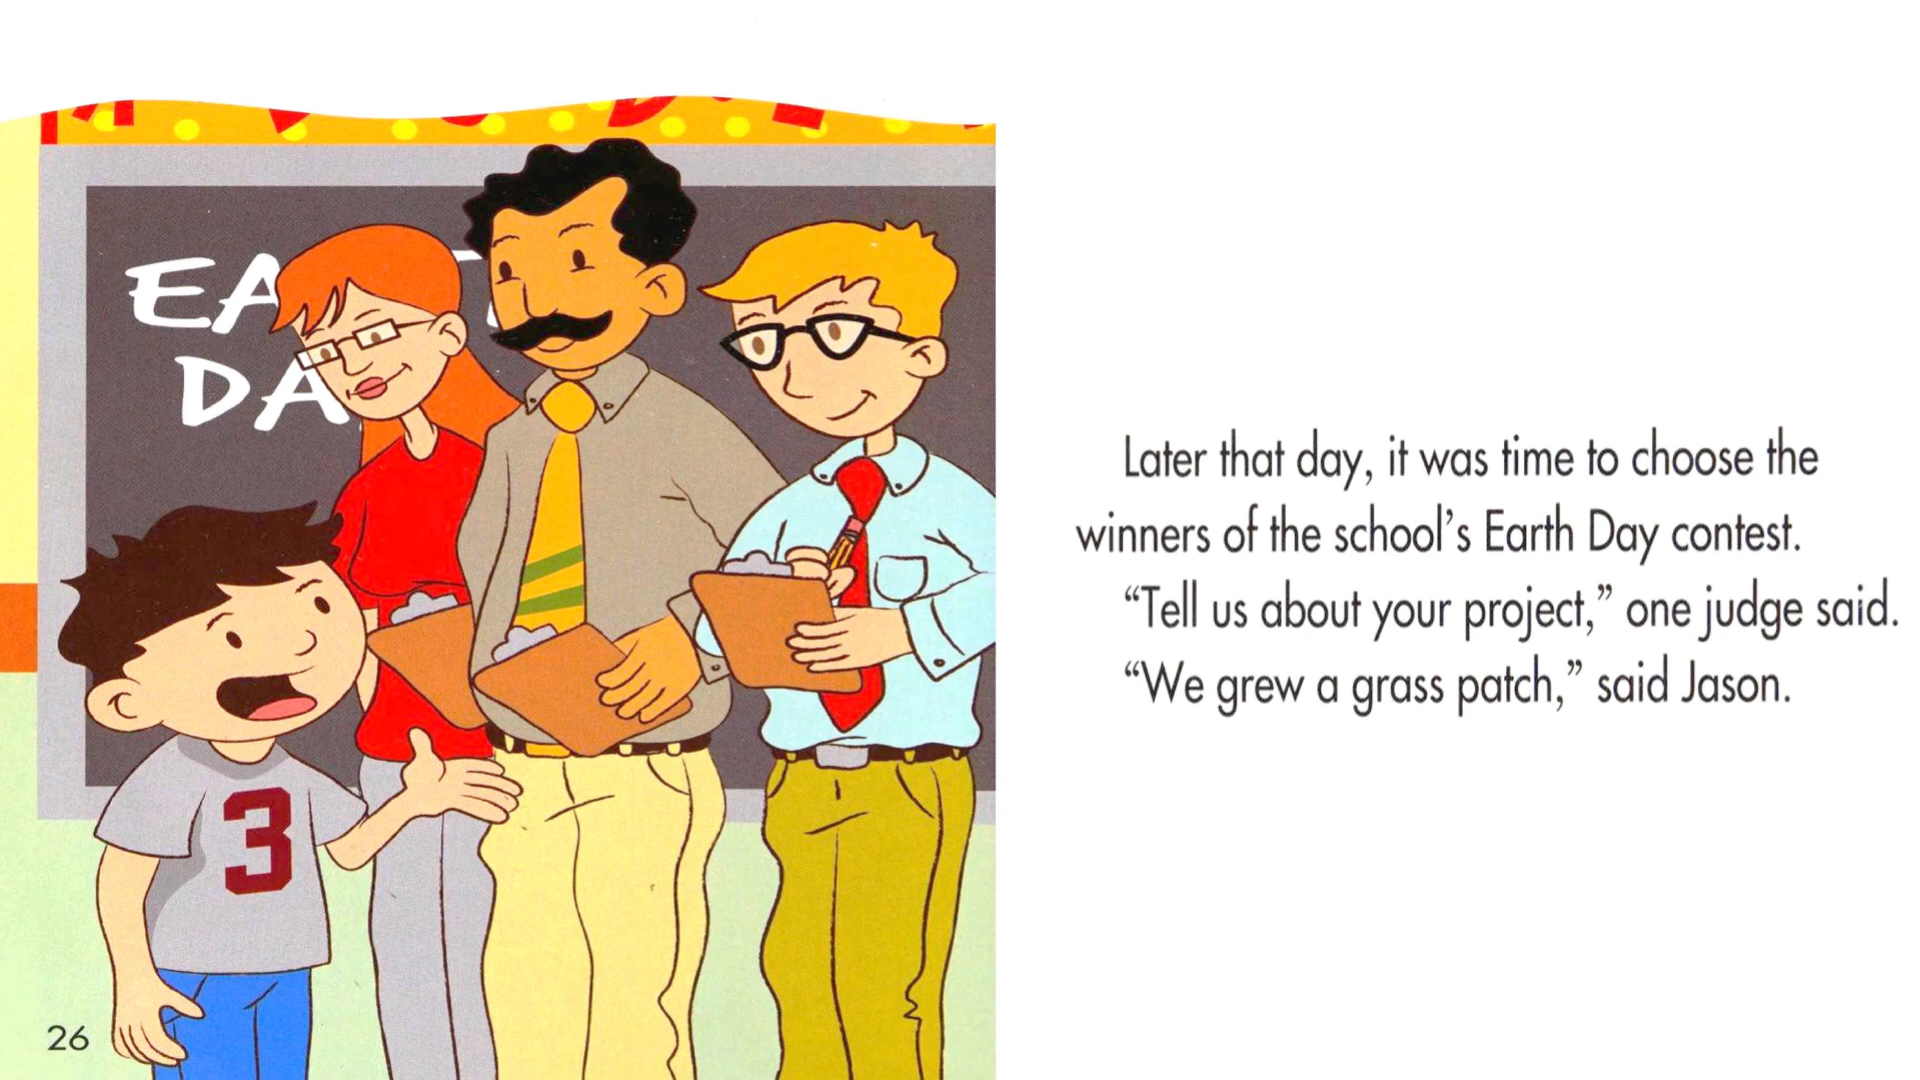 EA
DA
3
26
Later that day, it was time to choose the
winners of the school’s Earth Day contest.
“Tell us about your project,” one judge said.
“We grew a grass patch,” said Jason.